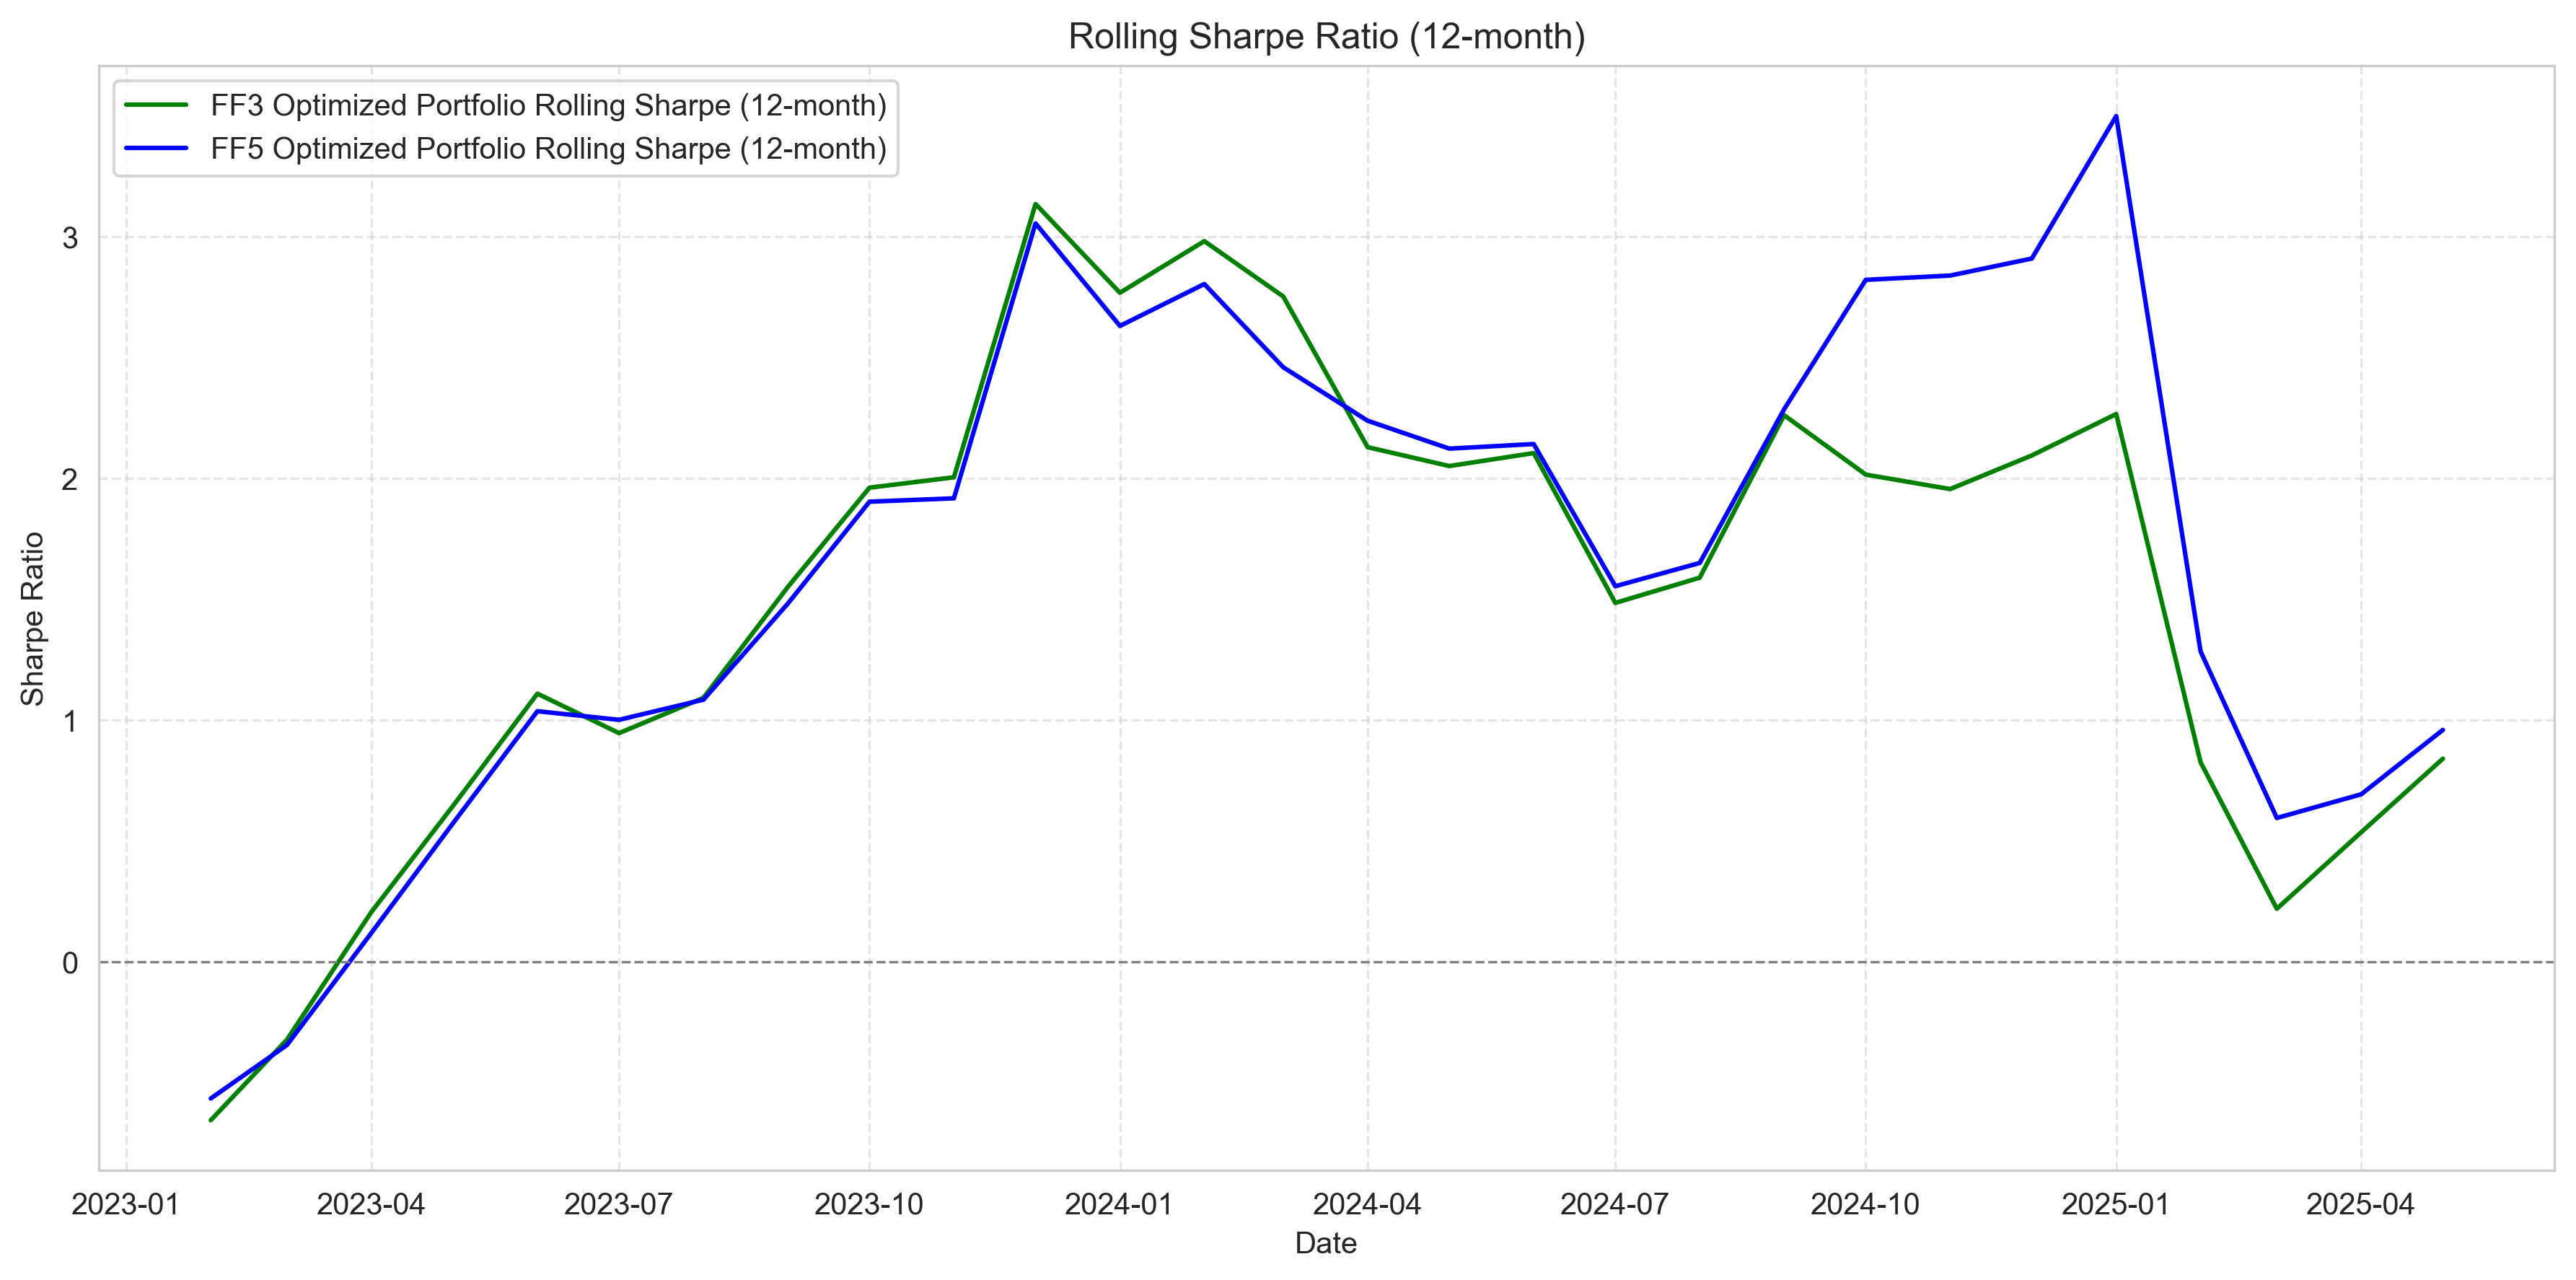 Rolling Sharpe Ratio (12-month)
FF3 Optimized Portfolio Rolling Sharpe (12-month)
FF5 Optimized Portfolio Rolling Sharpe (12-month)
3
2
1
0
Sharpe Ratio
2023-01
2023-04
2023-07
2023-10
2024-01
2024-04
2024-07
2024-10
2025-01
2025-04
Date